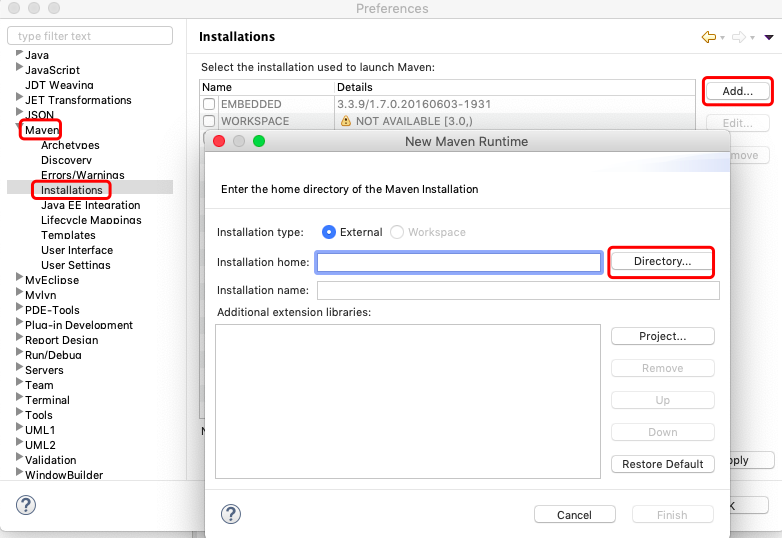 Preferences
type filter text
Java
JavaScript
JDT Weaving
JET Transformations
JSON
Maven
Archetypes
Discovery
Errors/Warnings
Installations
Java EE Integration
Lifecycle Mappings
Templates
User Interface
User Settings
MyEclipse
Mylyn
PDE-Tools
Plug-in Development
Report Design
Run/Debug
Servers
Team
Terminal
Tools
UML1
UML2
Validation
WindowBuilder
?
Installations
Select the installation used to launch Maven:
Name Details
EMBEDDED 3.3.9/1.7.0.20160603-1931
WORKSPACE NOT AVAILABLE [3.0,)
Add...
Edit...
move
New Maven Runtime
Enter the home directory of the Maven Installation
Installation type: External Workspace
Installation home: Directory...
Installation name:
Additional extension libraries:
Project...
Remove
Up
Down
Restore Default
? Cancel Finish
pply
K